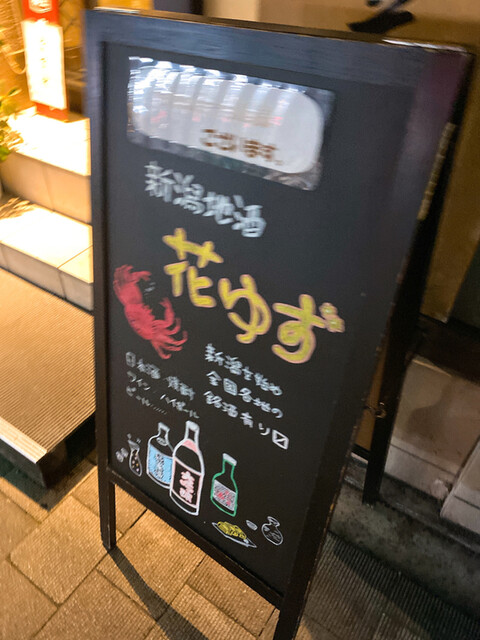 ございます。
新潟地酒
花ゆず
新潟を始め
全国各地の
銘酒有り
日本酒 焼酎
ワイン ハイボール
ビール……